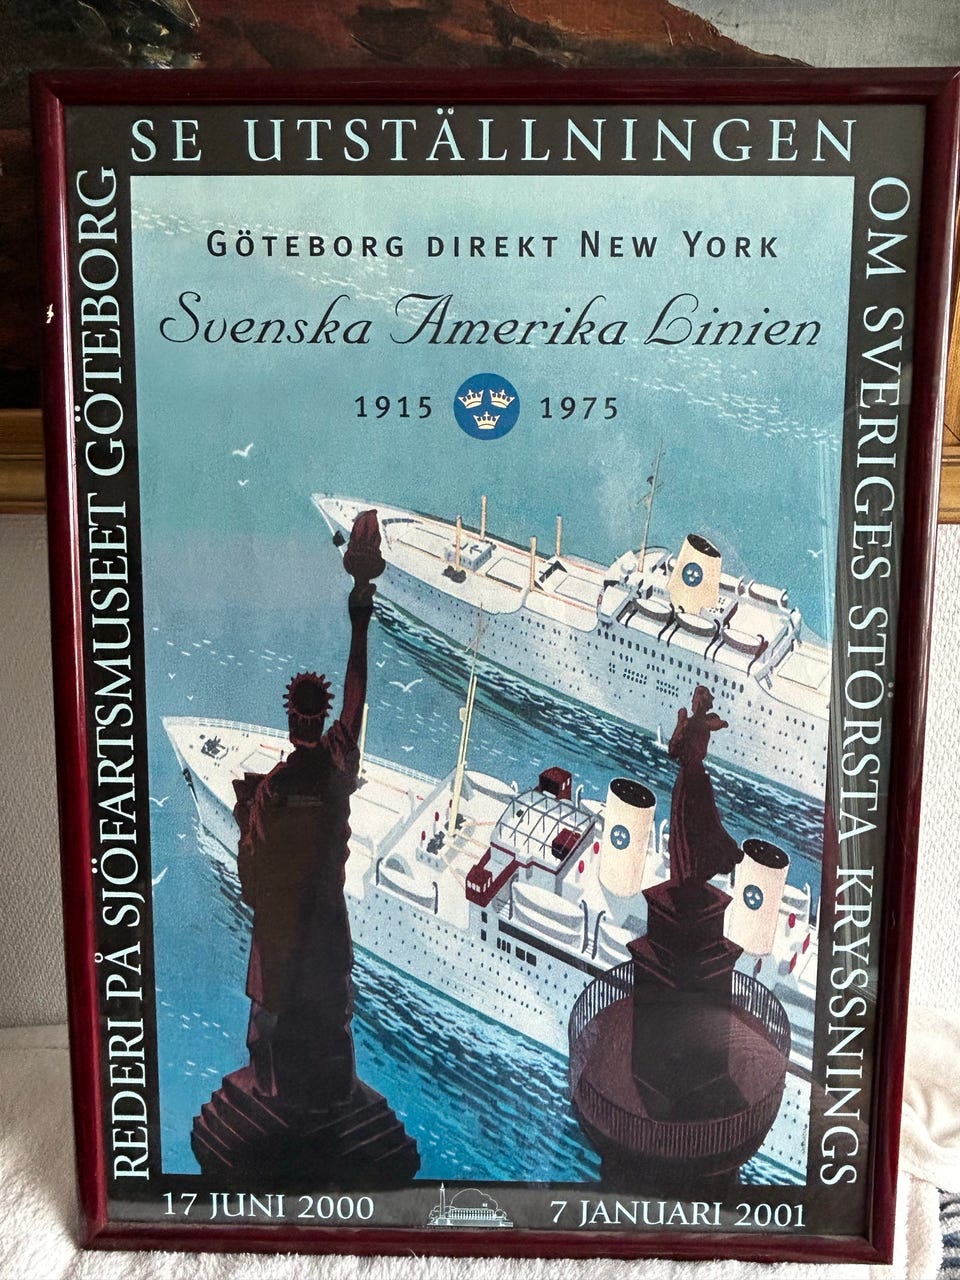 SE UTSTÄLLNINGEN
OM SVERIGES STÖRSTA KRYSSNINGS
REDERI PÅ SJÖFARTSMUSEET GÖTEBORG
GÖTEBORG DIREKT NEW YORK
Svenska Amerika Linien
1915 1975
17 JUNI 2000 7 JANUARI 2001